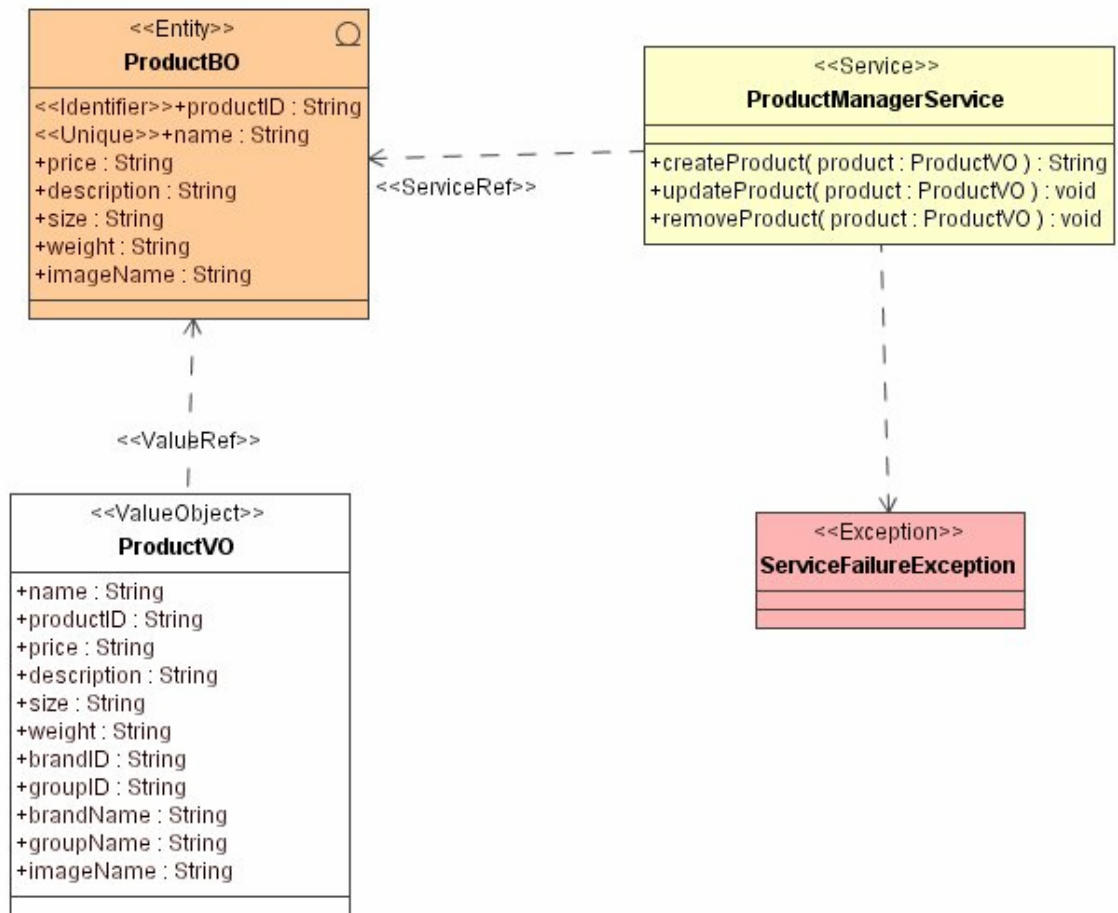 <<Entity>>
ProductBO
<<Identifier>>+productID : String
<<Unique>>+name : String
+price : String
+description : String
+size : String
+weight : String
+imageName : String
<<Service>>
ProductManagerService
+createProduct( product : ProductVO ) : String
+updateProduct( product : ProductVO ) : void
+removeProduct( product : ProductVO ) : void
<<ServiceRef>>
<<ValueRef>>
<<ValueObject>>
ProductVO
+name : String
+productID : String
+price : String
+description : String
+size : String
+weight : String
+brandID : String
+groupID : String
+brandName : String
+groupName : String
+imageName : String
<<Exception>>
ServiceFailureException